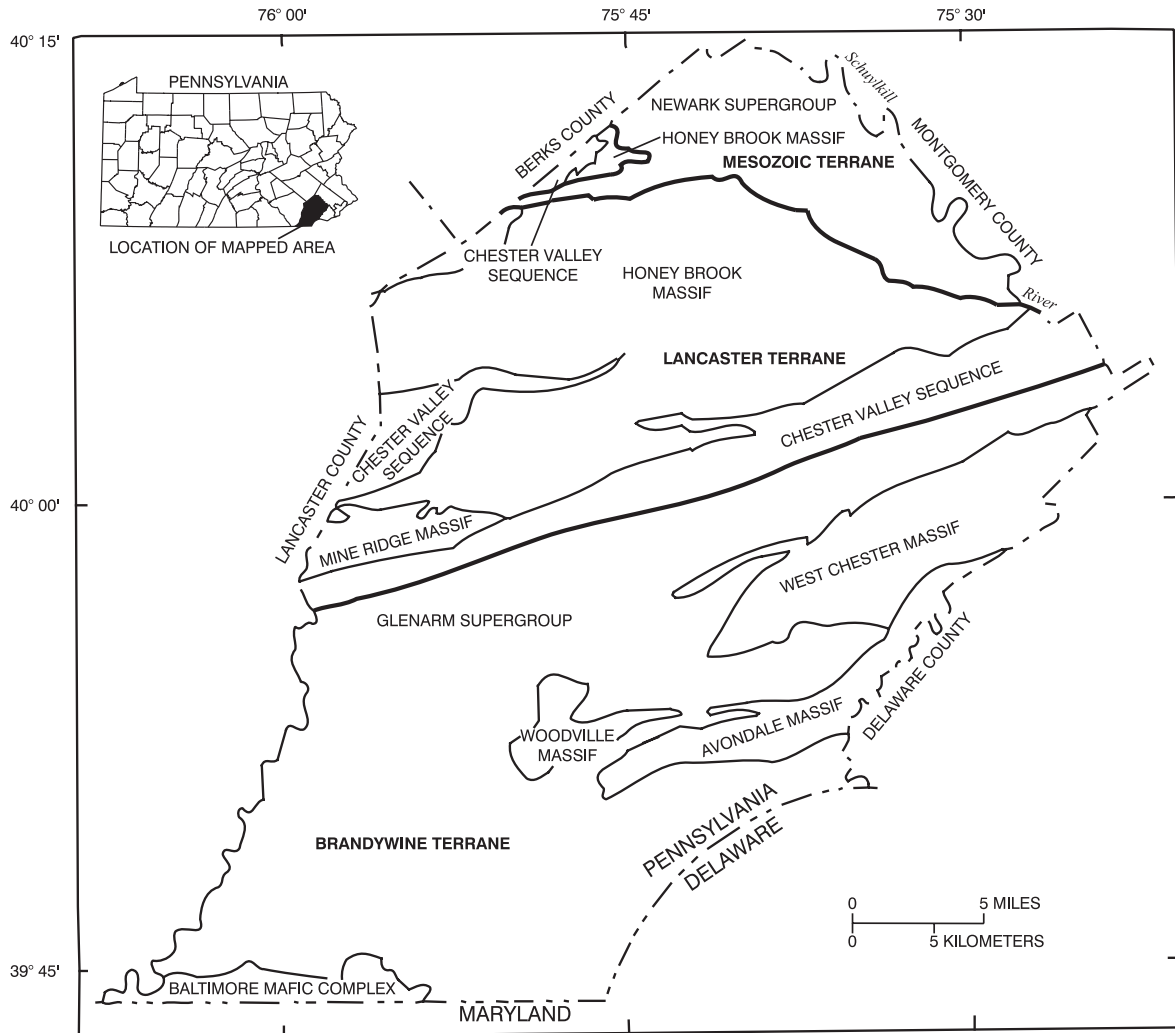 76° 00'
75° 45'
75° 30'
40° 15'
PENNSYLVANIA
LOCATION OF MAPPED AREA
BERKS COUNTY
NEWARK SUPERGROUP
HONEY BROOK MASSIF
MESOZOIC TERRANE
Schuylkill
MONTGOMERY COUNTY
CHESTER VALLEY
SEQUENCE
HONEY BROOK
MASSIF
River
LANCASTER TERRANE
CHESTER VALLEY SEQUENCE
LANCASTER COUNTY
CHESTER VALLEY
SEQUENCE
40° 00'
MINE RIDGE MASSIF
WEST CHESTER MASSIF
GLENARM SUPERGROUP
DELAWARE COUNTY
WOODVILLE
MASSIF
AVONDALE MASSIF
BRANDYWINE TERRANE
PENNSYLVANIA
DELAWARE
0 5 MILES
0 5 KILOMETERS
39° 45'
BALTIMORE MAFIC COMPLEX
MARYLAND